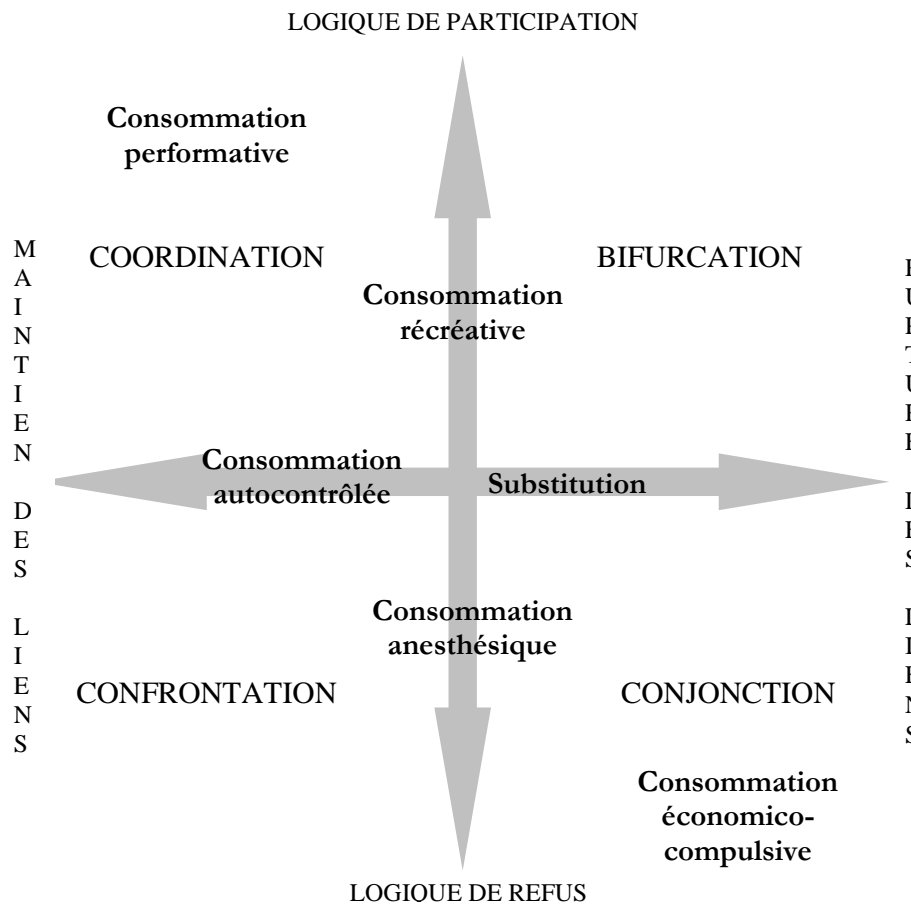 LOGIQUE DE PARTICIPATION
Consommation
performative
COORDINATION
BIFURCATION
Consommation
récréative
MAINTIEN DES LIENS
Consommation
autocontrôlée
Substitution
Consommation
anesthésique
CONFRONTATION
CONJONCTION
Consommation
économico-
compulsive
LOGIQUE DE REFUS